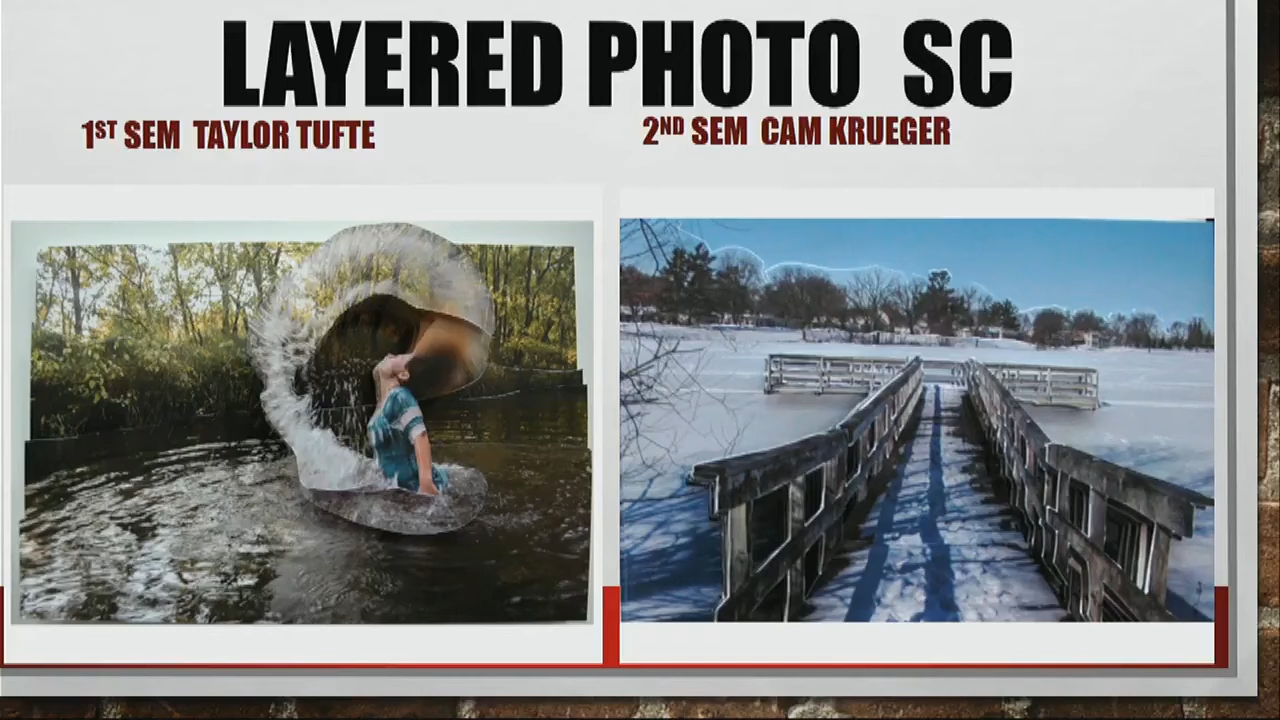 LAYERED PHOTO SC
1ST SEM TAYLOR TUFTE
2ND SEM CAM KRUEGER